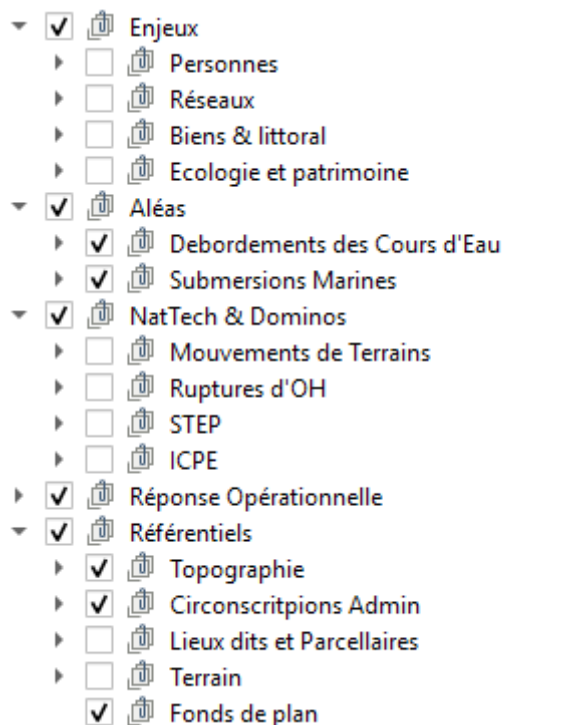 Enjeux
Personnes
Réseaux
Biens & littoral
Ecologie et patrimoine
Aléas
Debordements des Cours d'Eau
Submersions Marines
NatTech & Dominos
Mouvements de Terrains
Ruptures d'OH
STEP
ICPE
Réponse Opérationnelle
Référentiels
Topographie
Circonscritpions Admin
Lieux dits et Parcellaires
Terrain
Fonds de plan